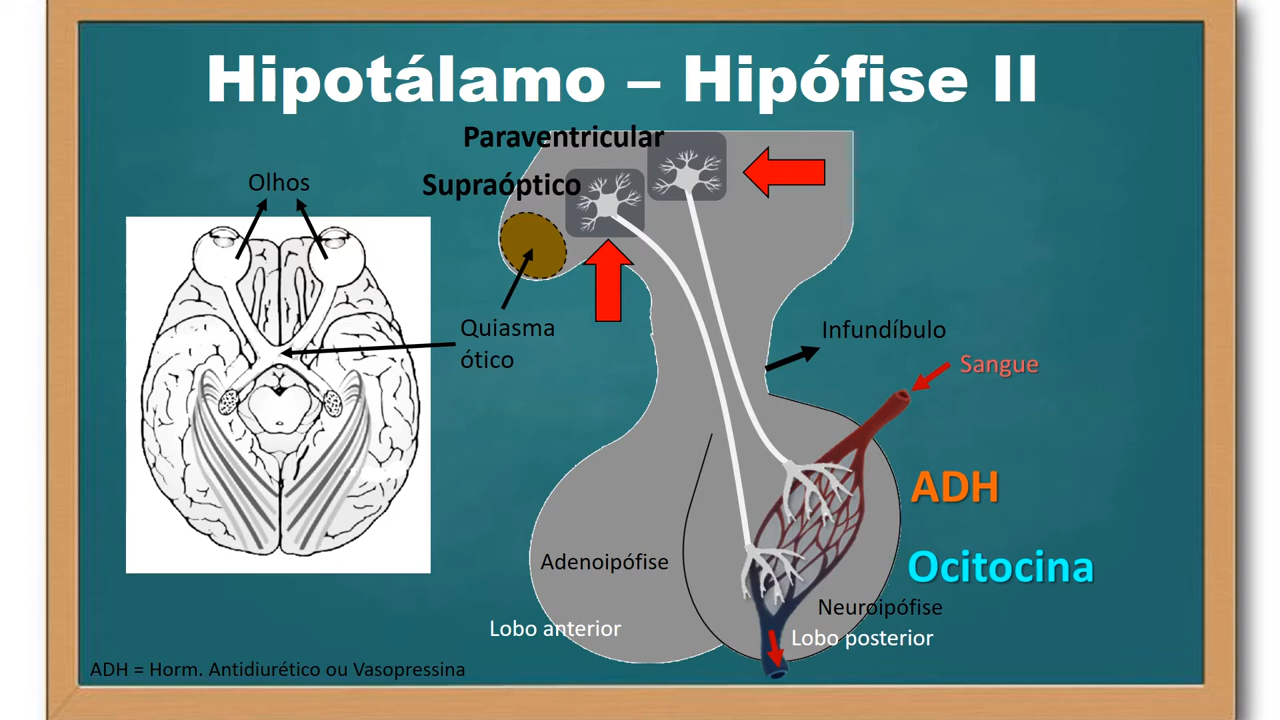 Hipotálamo – Hipófise II
Paraventricular
Supraóptico
Olhos
Quiasma
ótico
Infundíbulo
Sangue
ADH
Ocitocina
Adenoipófise
Neuroipófise
Lobo anterior
Lobo posterior
ADH = Horm. Antidiurético ou Vasopressina